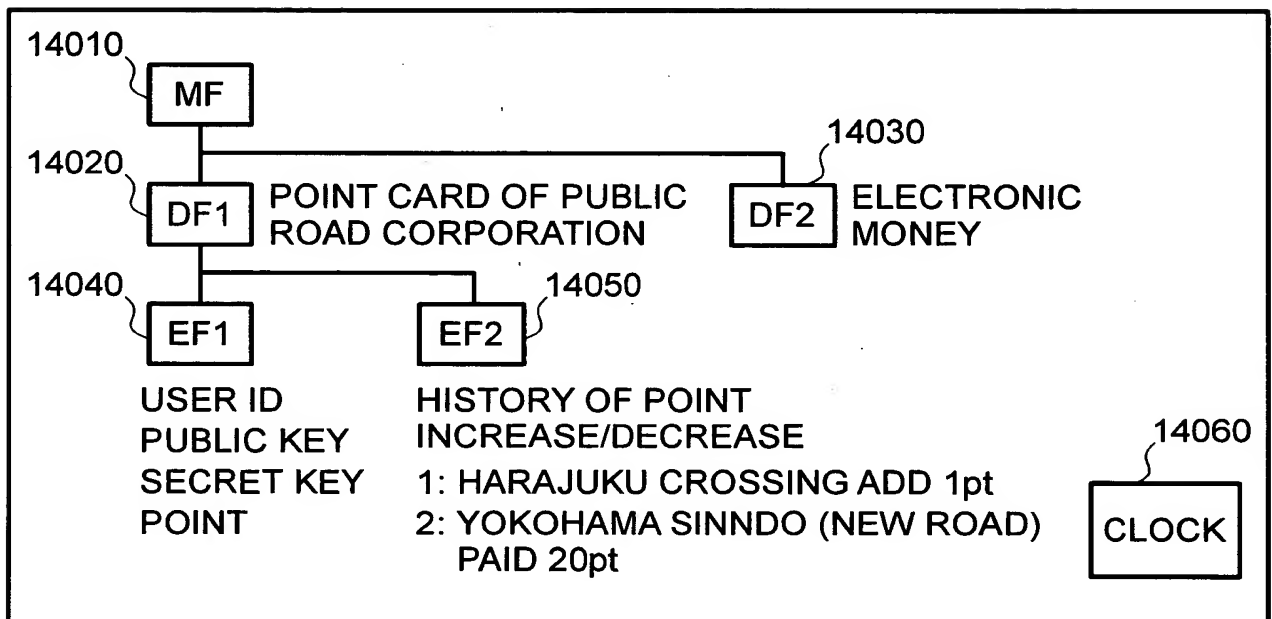 14010
MF
14030
14020
DF1
POINT CARD OF PUBLIC
ROAD CORPORATION
DF2
ELECTRONIC
MONEY
14040
EF1
14050
EF2
USER ID
PUBLIC KEY
SECRET KEY
POINT
HISTORY OF POINT
INCREASE/DECREASE
1: HARAJUKU CROSSING ADD 1pt
2: YOKOHAMA SINNDO (NEW ROAD)
PAID 20pt
14060
CLOCK